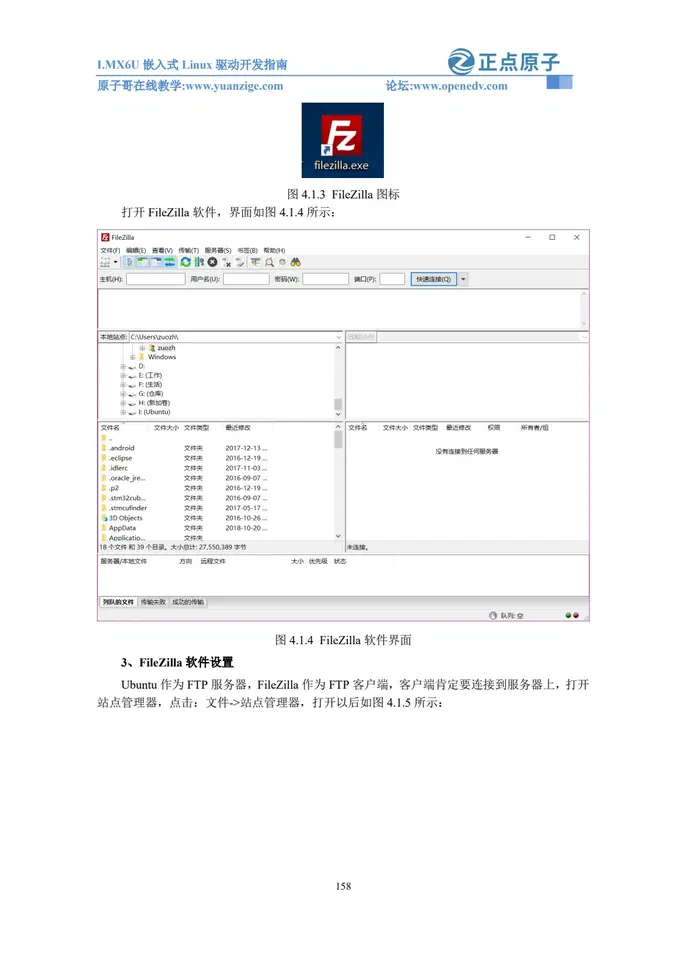 I.MX6U 嵌入式 Linux 驱动开发指南
正点原子
原子哥在线教学:www.yuanzige.com 论坛:www.openedv.com
Fz
filezilla.exe
图 4.1.3 FileZilla 图标
打开 FileZilla 软件，界面如图 4.1.4 所示：
FileZilla
文件(F) 编辑(E) 查看(V) 传输(T) 服务器(S) 书签(B) 帮助(H)
主机(H): 用户名(U): 密码(W): 端口(P): 快速连接(Q)
本地站点: C:\Users\zuozh\ 远程站点:
zuozh
Windows
D:
E: (工作)
F: (生活)
G: (仓库)
H: (新加卷)
I: (Ubuntu)
文件名 文件大小 文件类型 最近修改 文件名 文件大小 文件类型 最近修改 权限 所有者/组
..
.android 文件夹 2017-12-13 ...
没有连接到任何服务器
.eclipse 文件夹 2016-12-19 ...
.idlerc 文件夹 2017-11-03 ...
.oracle_jre... 文件夹 2016-09-07 ...
.p2 文件夹 2016-12-19 ...
.stm32cub... 文件夹 2016-09-07 ...
.stmcufinder 文件夹 2017-05-17 ...
3D Objects 文件夹 2016-10-26 ...
AppData 文件夹 2018-10-20 ...
Applicatio... 文件夹
18 个文件 和 39 个目录。大小总计: 27,550,389 字节 未连接。
服务器/本地文件 方向 远程文件 大小 优先级 状态
列队的文件 传输失败 成功的传输
队列: 空
图 4.1.4 FileZilla 软件界面
3、FileZilla 软件设置
Ubuntu 作为 FTP 服务器，FileZilla 作为 FTP 客户端，客户端肯定要连接到服务器上，打开
站点管理器，点击：文件->站点管理器，打开以后如图 4.1.5 所示：
158